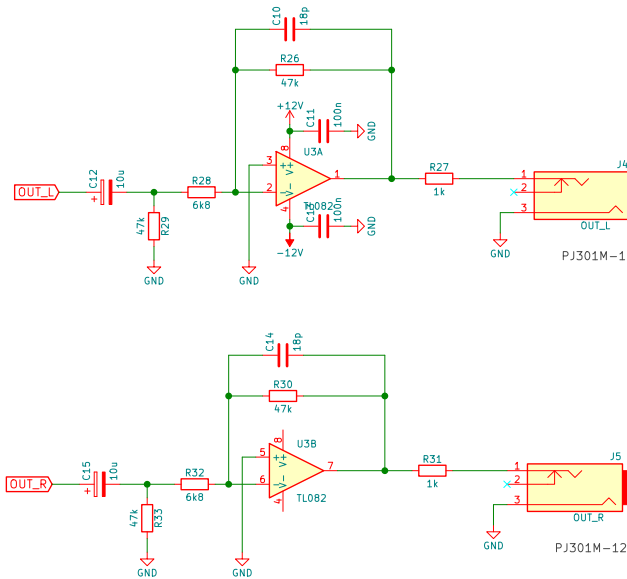 C10
18p
R26
47k
+12V
C11
100n
GND
U3A
8
3
+
+
V
1
2
-
V-
4
TL082
100n
GND
-12V
OUT_L
C12
10u
+
R28
6k8
47k
R29
GND
GND
R27
1k
J4
1
2
3
OUT_L
GND
PJ301M-1
C14
18p
R30
47k
U3B
8
5
+
+
V
7
6
-
V-
4
TL082
OUT_R
C15
10u
+
R32
6k8
47k
R33
GND
GND
R31
1k
J5
1
2
3
OUT_R
GND
PJ301M-12